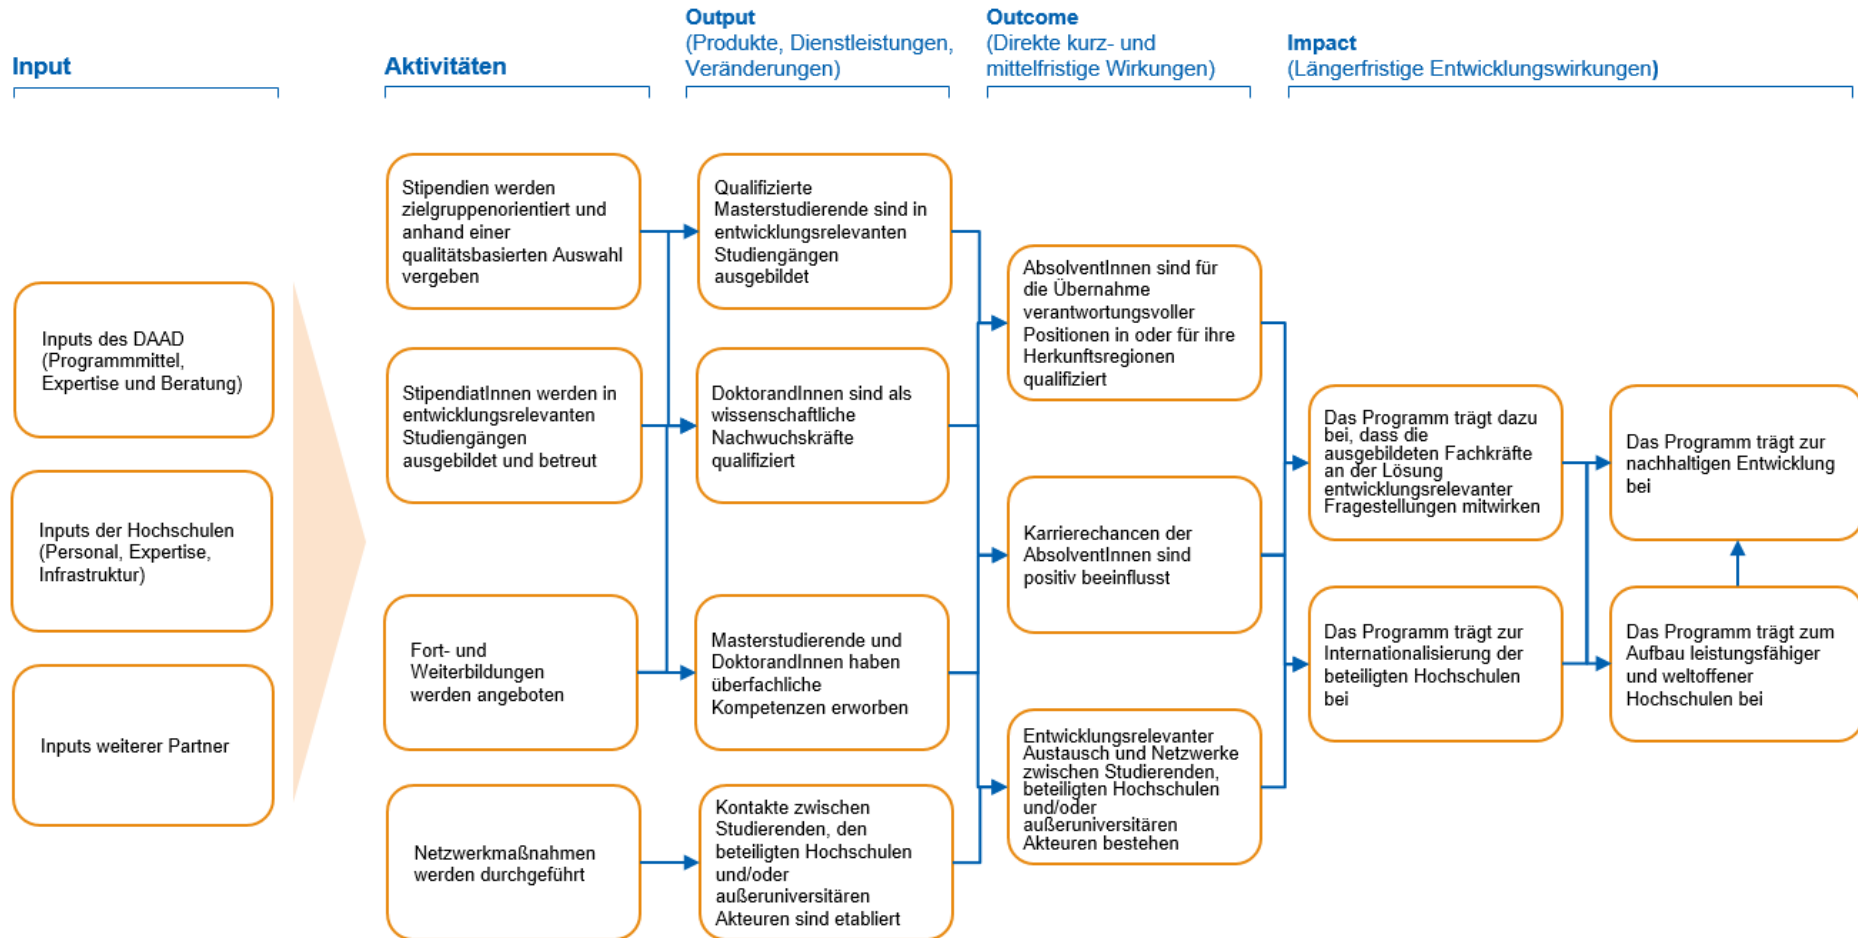 Input
Aktivitäten
Output
(Produkte, Dienstleistungen,
Veränderungen)
Outcome
(Direkte kurz- und
mittelfristige Wirkungen)
Impact
(Längerfristige Entwicklungswirkungen)
Inputs des DAAD
(Programmmittel,
Expertise und Beratung)
Inputs der Hochschulen
(Personal, Expertise,
Infrastruktur)
Inputs weiterer Partner
Stipendien werden
zielgruppenorientiert und
anhand einer
qualitätsbasierten Auswahl
vergeben
StipendiatInnen werden in
entwicklungsrelevanten
Studiengängen
ausgebildet und betreut
Fort- und
Weiterbildungen
werden angeboten
Netzwerkmaßnahmen
werden durchgeführt
Qualifizierte
Masterstudierende sind in
entwicklungsrelevanten
Studiengängen
ausgebildet
DoktorandInnen sind als
wissenschaftliche
Nachwuchskräfte
qualifiziert
Masterstudierende und
DoktorandInnen haben
überfachliche
Kompetenzen erworben
Kontakte zwischen
Studierenden, den
beteiligten Hochschulen
und/oder
außeruniversitären
Akteuren sind etabliert
AbsolventInnen sind für
die Übernahme
verantwortungsvoller
Positionen in oder für ihre
Herkunftsregionen
qualifiziert
Karrierechancen der
AbsolventInnen sind
positiv beeinflusst
Entwicklungsrelevanter
Austausch und Netzwerke
zwischen Studierenden,
beteiligten Hochschulen
und/oder
außeruniversitären
Akteuren bestehen
Das Programm trägt dazu
bei, dass die
ausgebildeten Fachkräfte
an der Lösung
entwicklungsrelevanter
Fragestellungen mitwirken
Das Programm trägt zur
Internationalisierung der
beteiligten Hochschulen
bei
Das Programm trägt zur
nachhaltigen Entwicklung
bei
Das Programm trägt zum
Aufbau leistungsfähiger
und weltoffener
Hochschulen bei